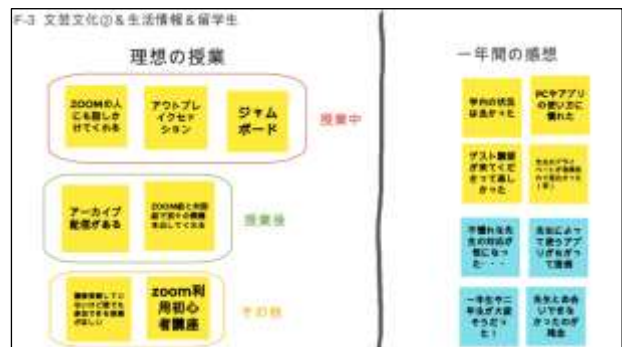 F-3 文芸文化②&生活情報&留学生
理想の授業
一年間の感想
ZOOMの人
にも話しか
けてくれる
アウトブレ
イクセッ
ション
ジャム
ボード
授業中
学内の状況
は良かった
PCやアプリ
の使い方に
慣れた
ゲスト講師
が来てくだ
さって楽し
かった
アーカイブ
配信がある
授業後
不慣れな先
生の対応が
気になっ
た・・・
先生によっ
て使うアプ
リがちがっ
て困惑
zoom利
用初心
者講座
その他
一年生や二
年生が大変
そうだっ
た!
先生とお会
いできな
かったのが
残念